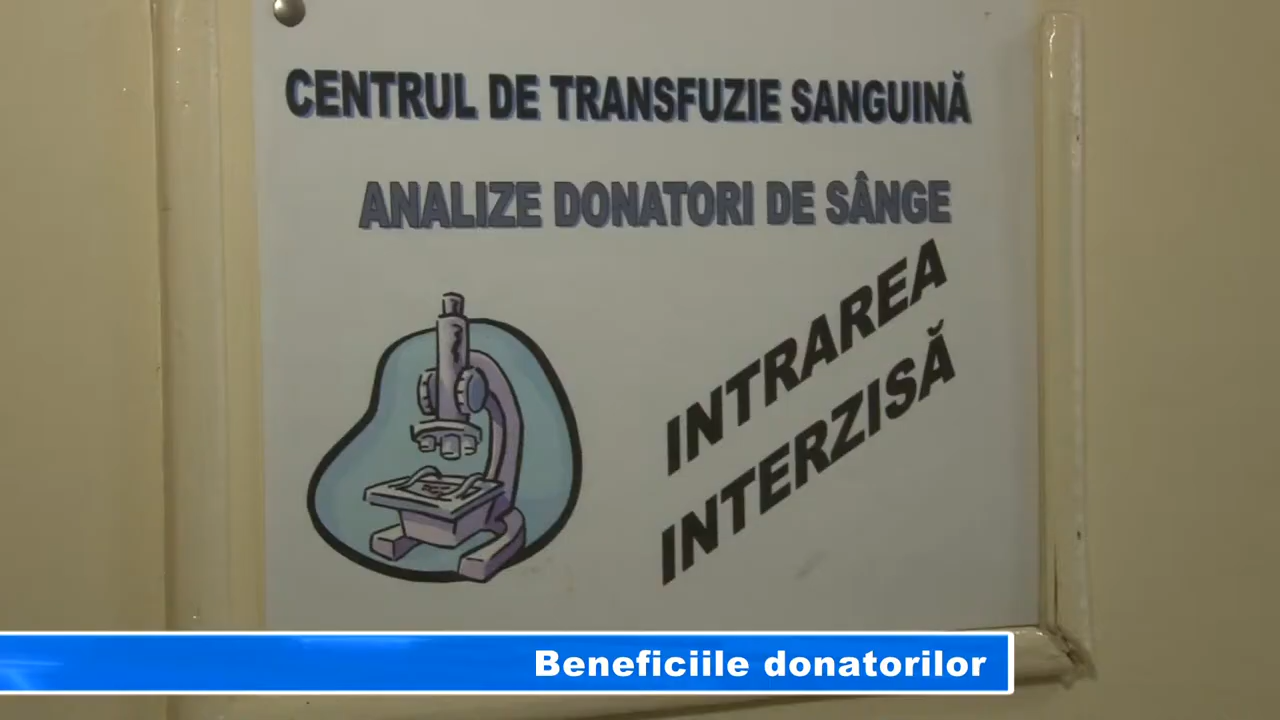 CENTRUL DE TRANSFUZIE SANGUINĂ
ANALIZE DONATORI DE SÂNGE
INTRAREA
INTERZISĂ
Beneficiile donatorilor